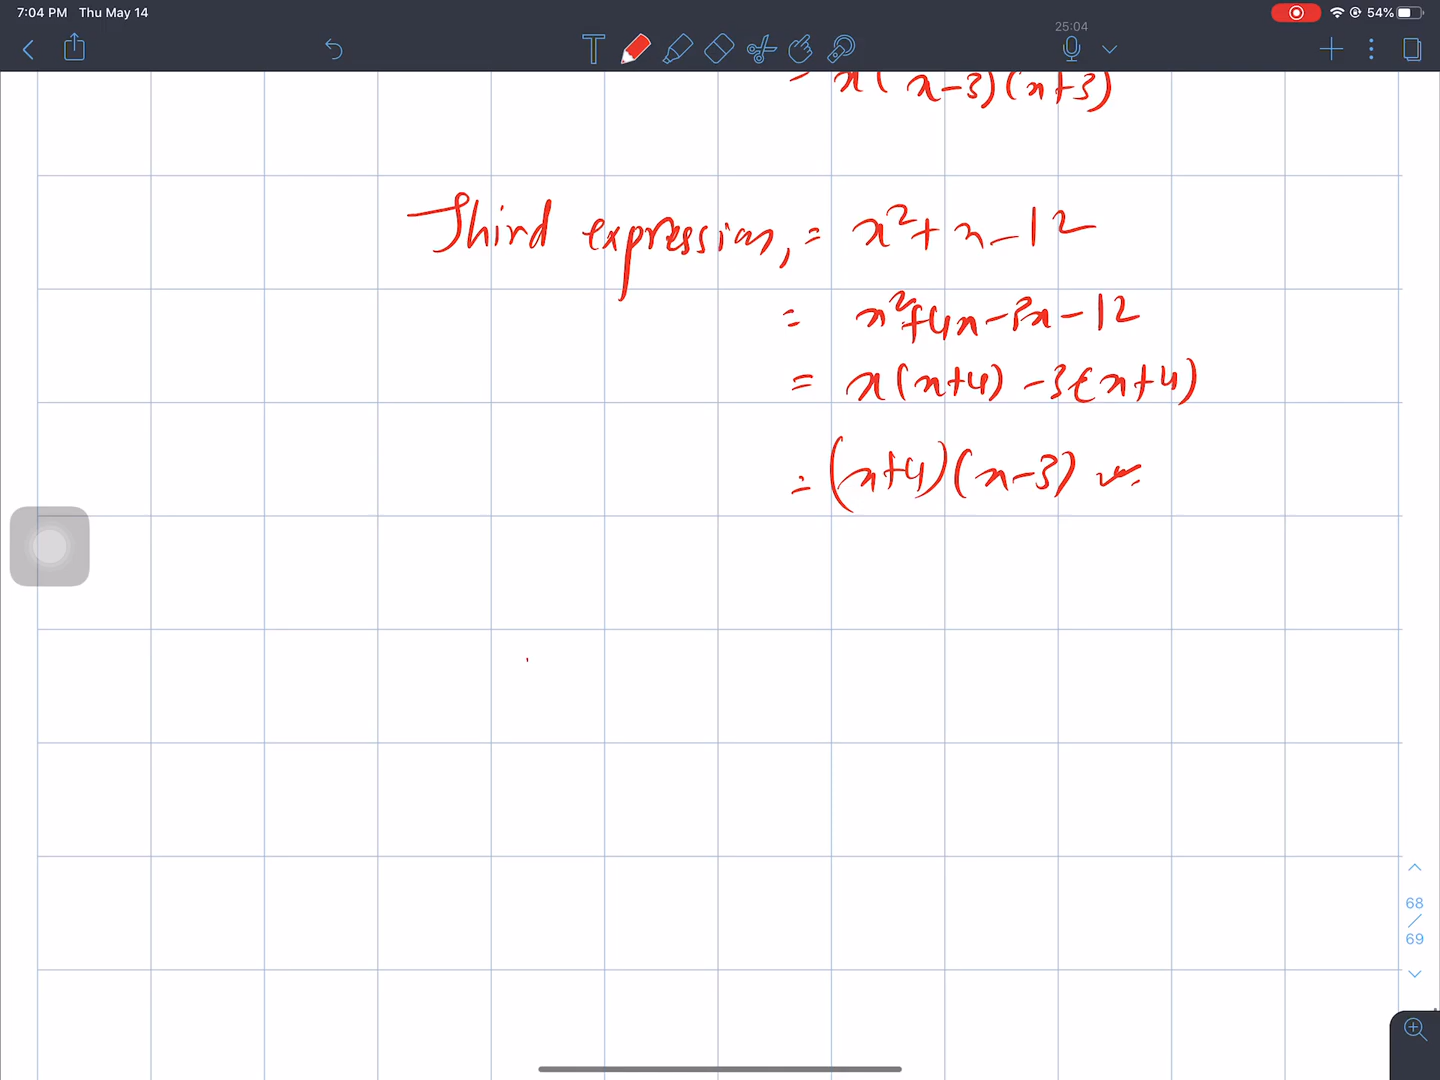 7:04 PM Thu May 14
54%
25:04
T
= x( x-3)(x+3)
Third expression, = x²+x-12
= x²+4x-3x-12
= x(x+4) -3(x+4)
= (x+4)(x-3)
68
/
69